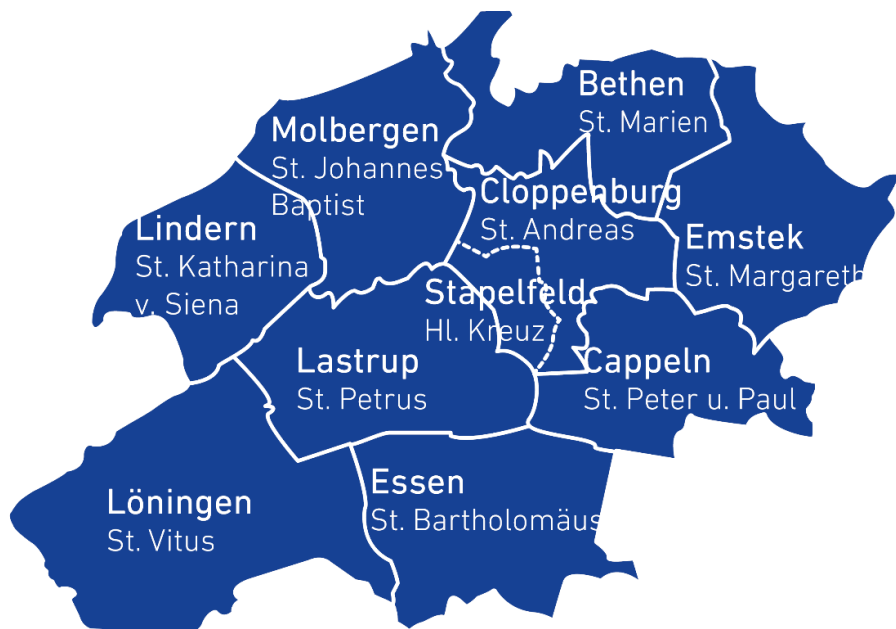 Bethen
St. Marien
Molbergen
St. Johannes
Baptist
Cloppenburg
St. Andreas
Lindern
St. Katharina
v. Siena
Emstek
St. Margareth
Stapelfeld
Hl. Kreuz
Lastrup
St. Petrus
Cappeln
St. Peter u. Paul
Löningen
St. Vitus
Essen
St. Bartholomäus